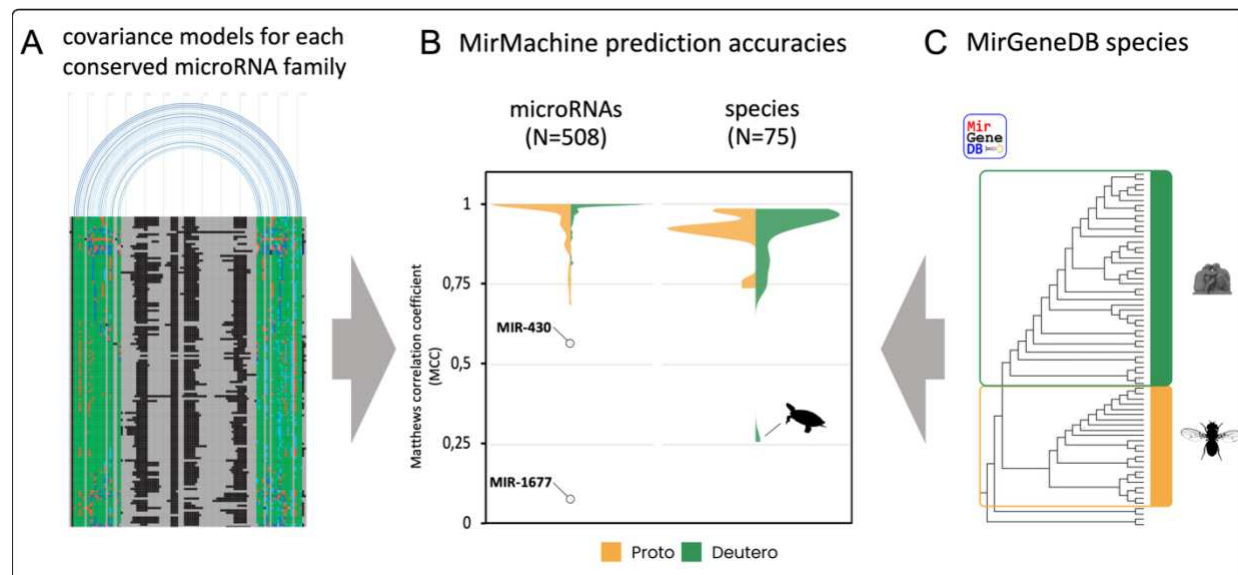 A covariance models for each
conserved microRNA family
B MirMachine prediction accuracies
C MirGeneDB species
microRNAs
(N=508)
species
(N=75)
Mir
Gene
DB
Matthews correlation coefficient
(MCC)
1
0,75
0,5
0,25
0
MIR-430
MIR-1677
Proto
Deutero